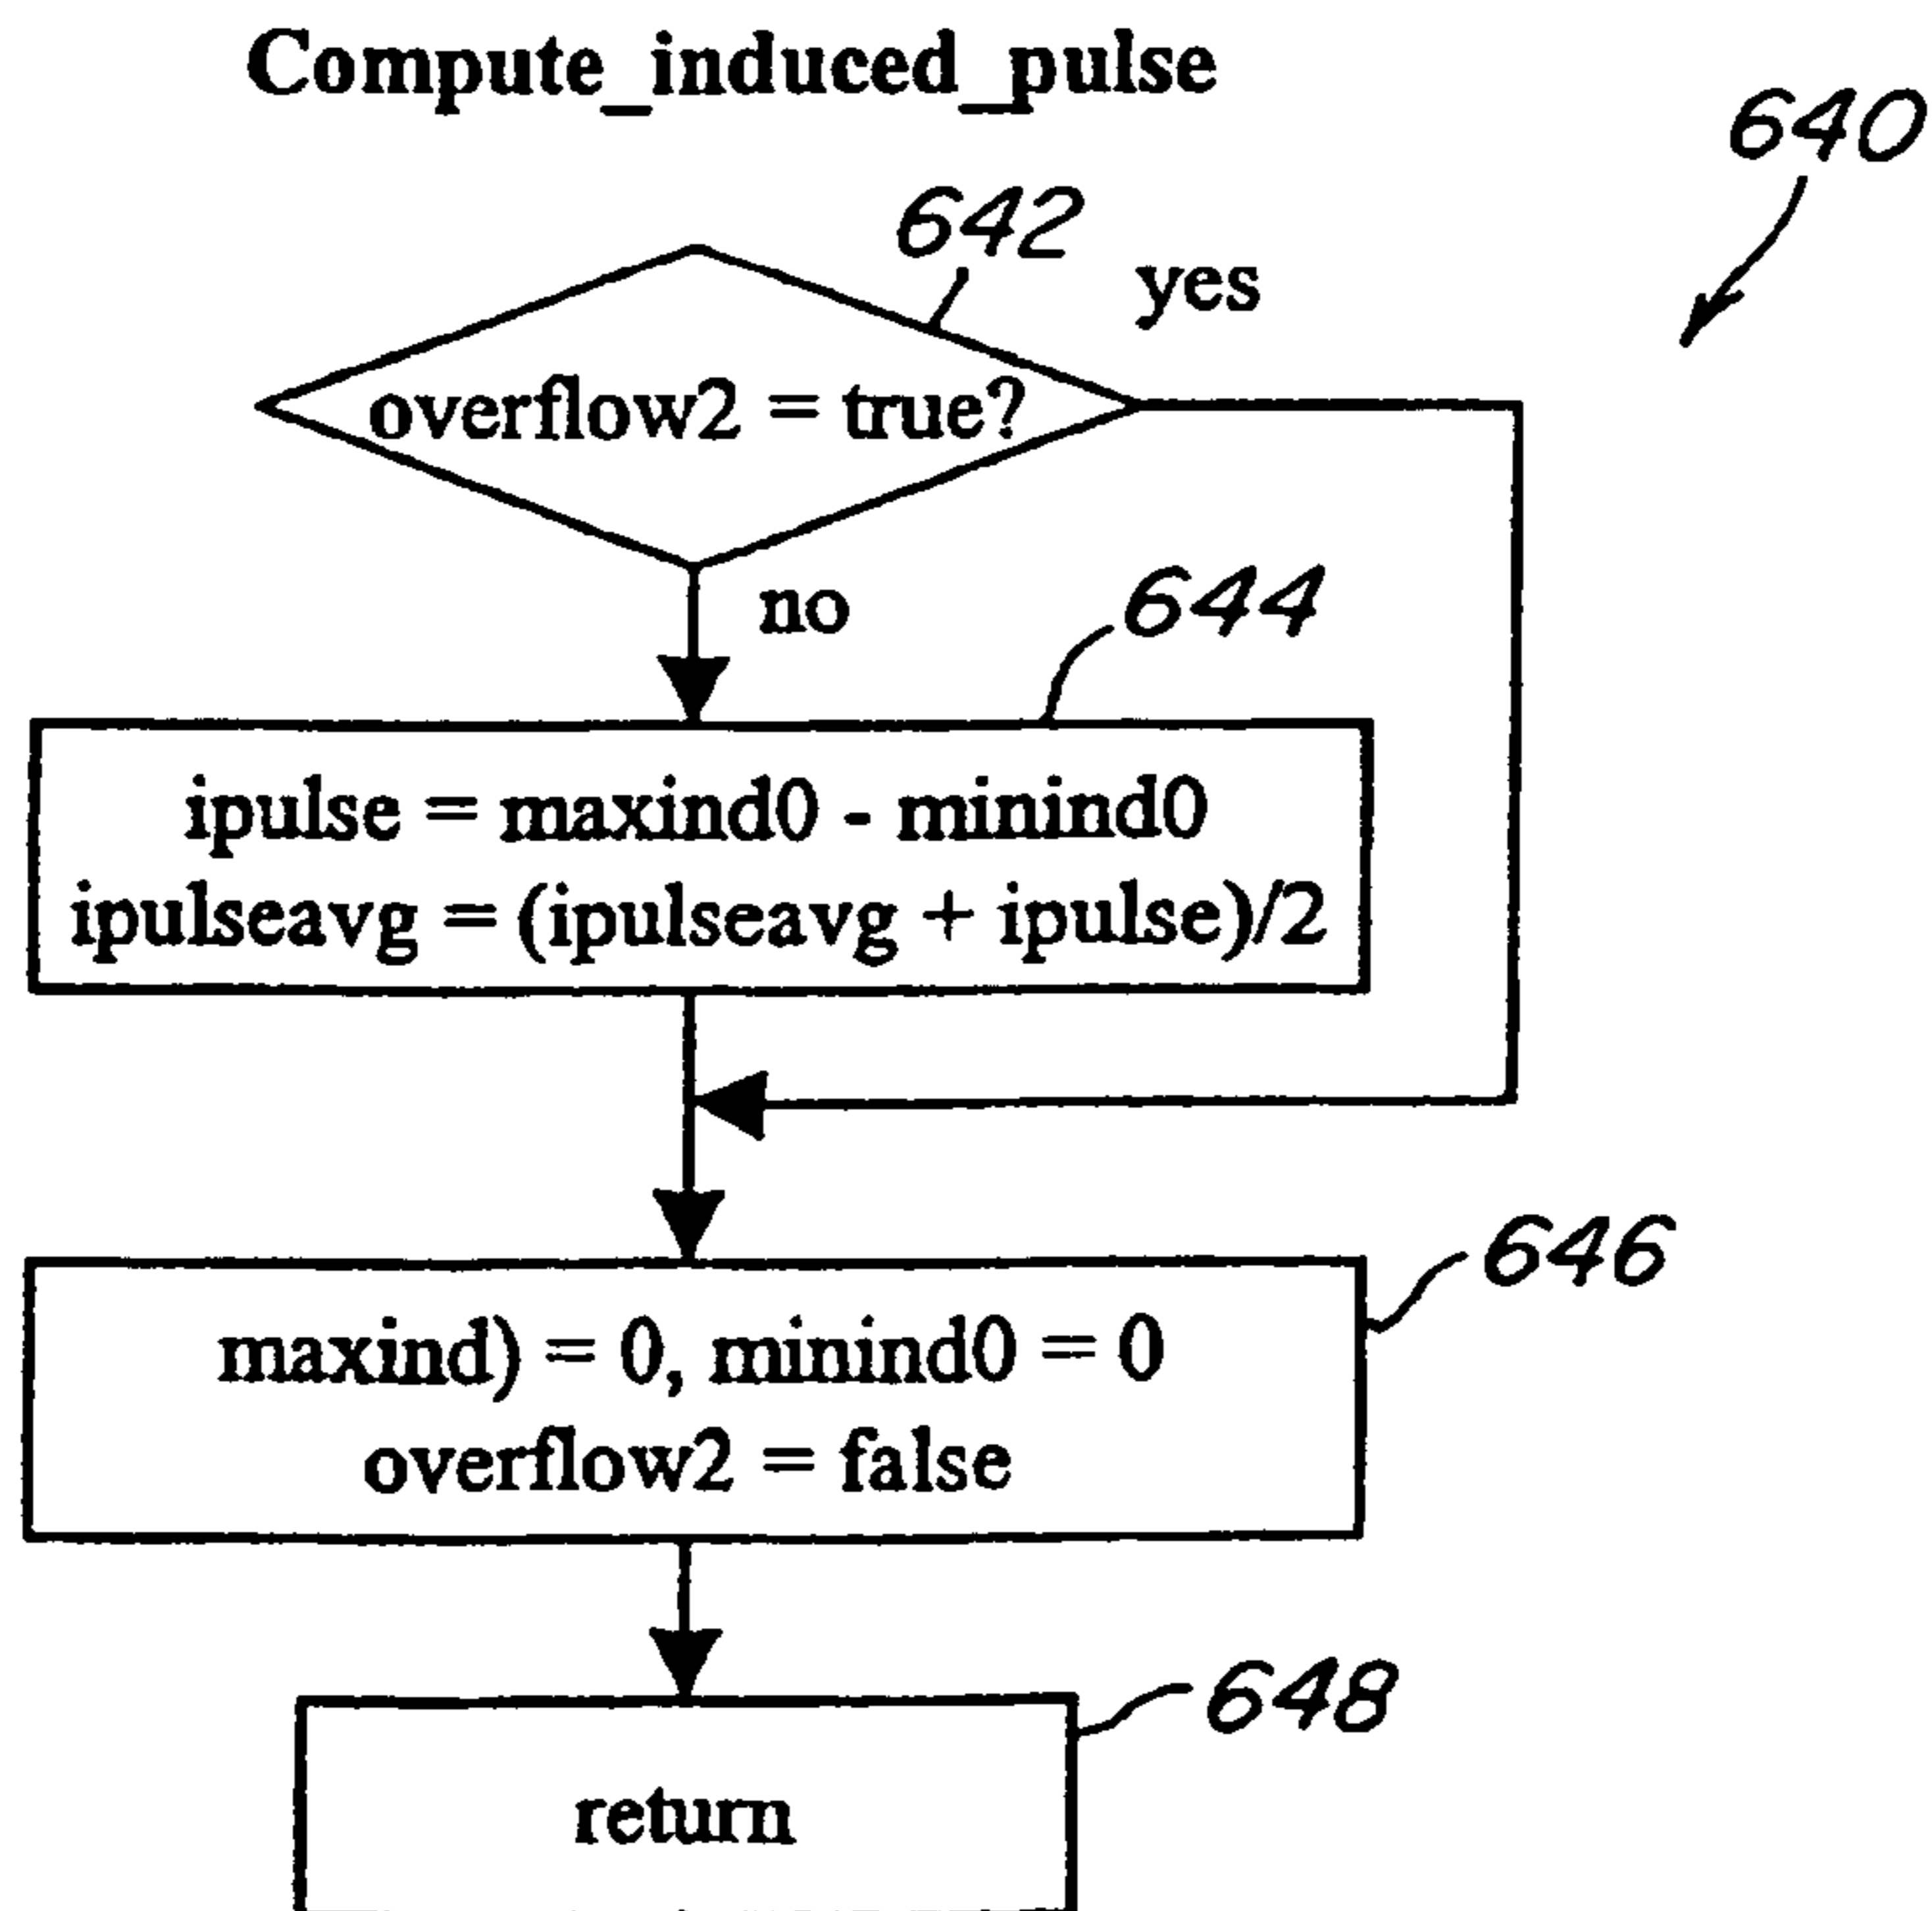 Compute_induced_pulse
640
642
yes
overflow2 = true?
no
644
ipulse = maxind0 - minind0
ipulseavg = (ipulseavg + ipulse)/2
646
maxind) = 0, minind0 = 0
overflow2 = false
648
return